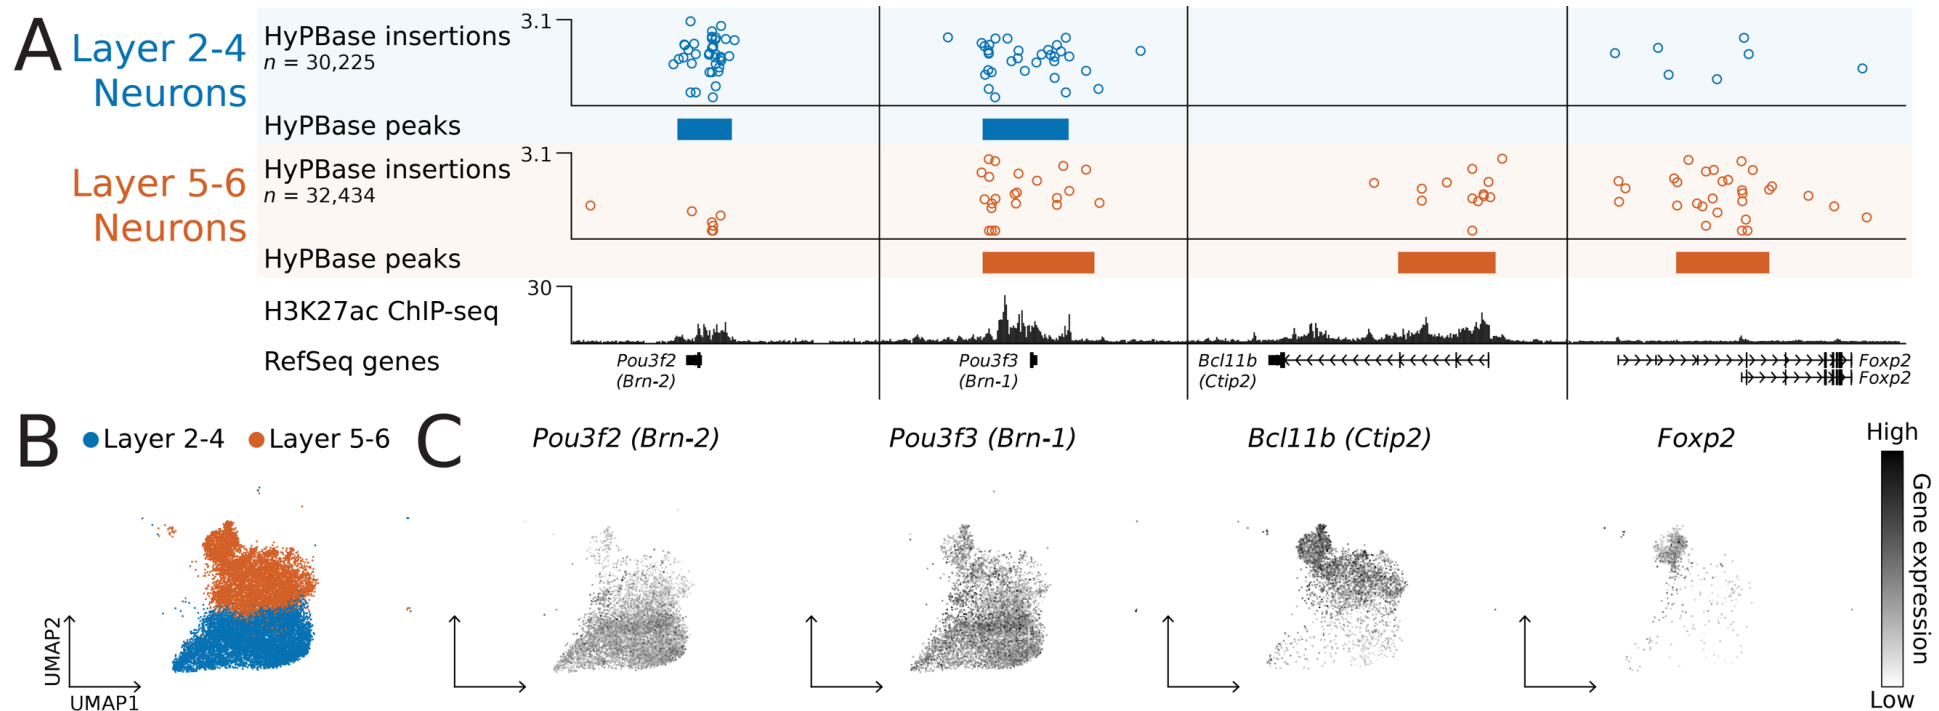 A
Layer 2-4
Neurons
HyPBase insertions
n = 30,225
3.1
HyPBase peaks
Layer 5-6
Neurons
HyPBase insertions
n = 32,434
3.1
HyPBase peaks
H3K27ac ChIP-seq
30
RefSeq genes
Pou3f2
(Brn-2)
Pou3f3
(Brn-1)
Bcl11b
(Ctip2)
Foxp2
Foxp2
B
Layer 2-4 Layer 5-6
UMAP2
UMAP1
C
Pou3f2 (Brn-2)
Pou3f3 (Brn-1)
Bcl11b (Ctip2)
Foxp2
High
Gene expression
Low